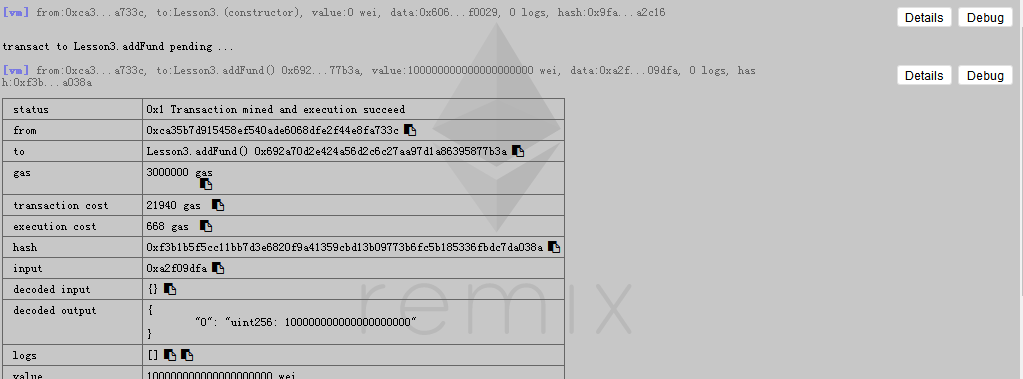 [vm] from:0xca3...a733c, to:Lesson3.(constructor), value:0 wei, data:0x606...f0029, 0 logs, hash:0x9fa...a2c16
Details
Debug
transact to Lesson3.addFund pending ...
[vm] from:0xca3...a733c, to:Lesson3.addFund() 0x692...77b3a, value:100000000000000000000 wei, data:0xa2f...09dfa, 0 logs, has
h:0xf3b...a038a
Details
Debug
status 0x1 Transaction mined and execution succeed
from 0xca35b7d915458ef540ade6068dfe2f44e8fa733c
to Lesson3.addFund() 0x692a70d2e424a56d2c6c27aa97d1a86395877b3a
gas 3000000 gas
transaction cost 21940 gas
execution cost 668 gas
hash 0xf3b1b5f5cc11bb7d3e6820f9a41359cbd13b09773b6fc5b185336fbdc7da038a
input 0xa2f09dfa
decoded input {}
decoded output {
"0": "uint256: 100000000000000000000"
}
logs []
value 100000000000000000000 wei
remix